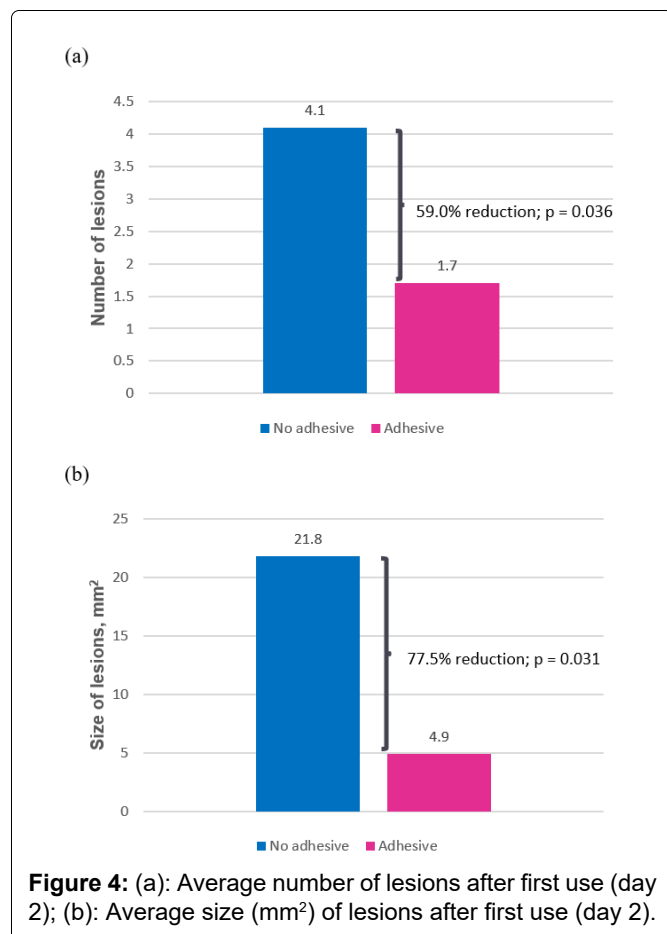 (a)
4.5
4
3.5
3
2.5
2
1.5
1
0.5
0
Number of lesions
4.1
59.0% reduction; p = 0.036
1.7
No adhesive Adhesive
(b)
25
20
15
10
5
0
Size of lesions, mm²
21.8
77.5% reduction; p = 0.031
4.9
No adhesive Adhesive
Figure 4: (a): Average number of lesions after first use (day
2); (b): Average size (mm²) of lesions after first use (day 2).